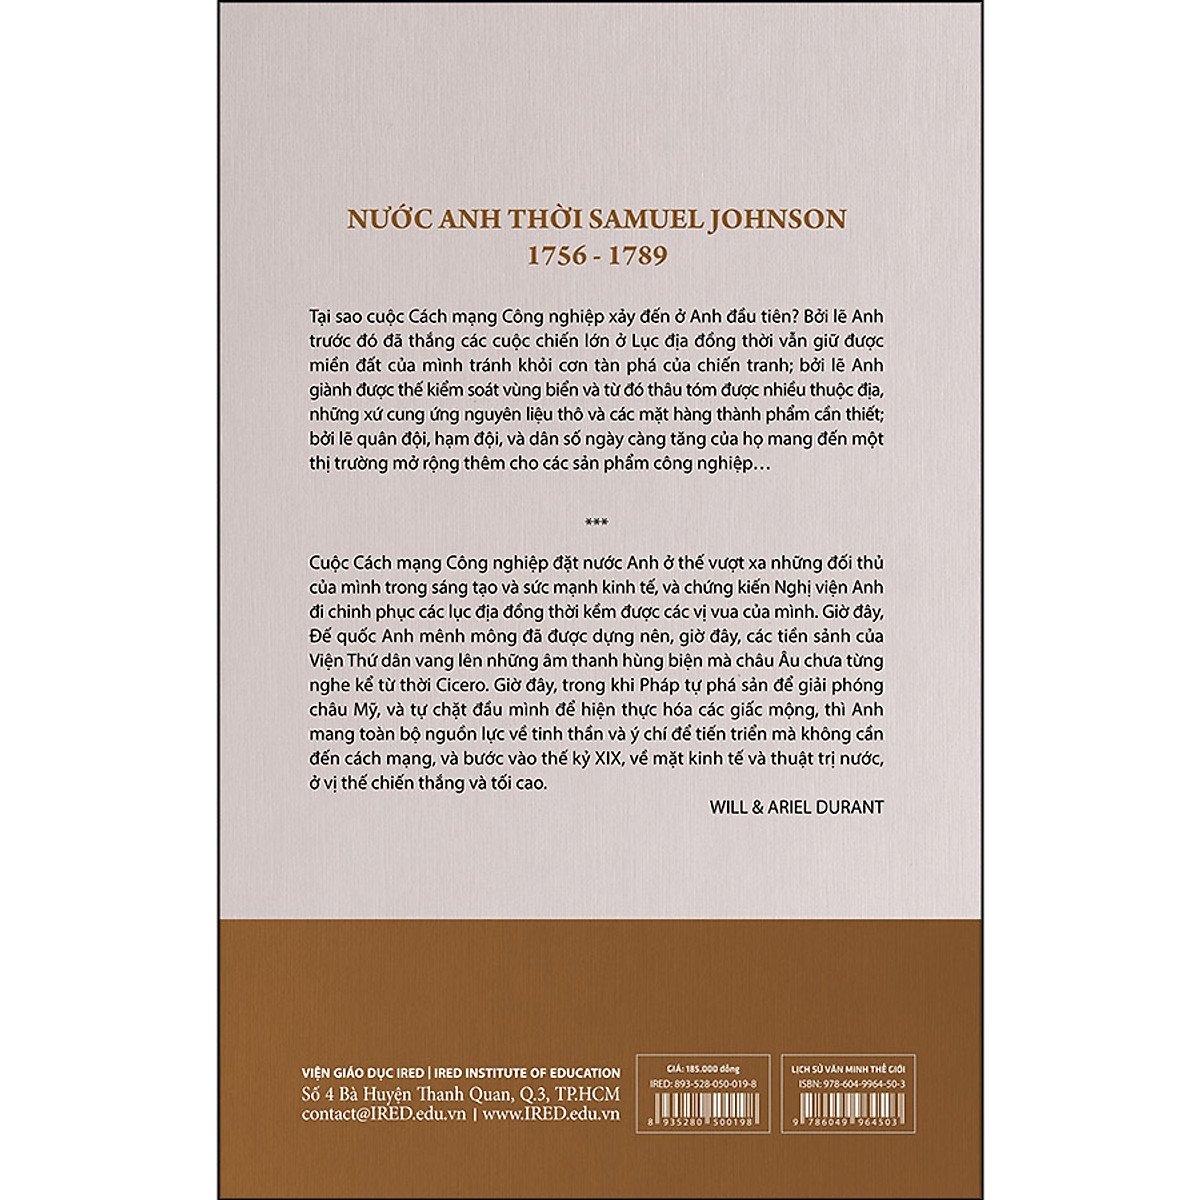 NƯỚC ANH THỜI SAMUEL JOHNSON
1756 - 1789
Tại sao cuộc Cách mạng Công nghiệp xảy đến ở Anh đầu tiên? Bởi lẽ Anh
trước đó đã thắng các cuộc chiến lớn ở Lục địa đồng thời vẫn giữ được
miền đất của mình tránh khỏi cơn tàn phá của chiến tranh; bởi lẽ Anh
giành được thế kiểm soát vùng biển và từ đó thâu tóm được nhiều thuộc địa,
những xứ cung ứng nguyên liệu thô và các mặt hàng thành phẩm cần thiết;
bởi lẽ quân đội, hạm đội, và dân số ngày càng tăng của họ mang đến một
thị trường mở rộng thêm cho các sản phẩm công nghiệp…
***
Cuộc Cách mạng Công nghiệp đặt nước Anh ở thế vượt xa những đối thủ
của mình trong sáng tạo và sức mạnh kinh tế, và chứng kiến Nghị viện Anh
đi chinh phục các lục địa đồng thời kềm được các vị vua của mình. Giờ đây,
Đế quốc Anh mênh mông đã được dựng nên, giờ đây, các tiền sảnh của
Viện Thứ dân vang lên những âm thanh hùng biện mà châu Âu chưa từng
nghe kể từ thời Cicero. Giờ đây, trong khi Pháp tự phá sản để giải phóng
châu Mỹ, và tự chặt đầu mình để hiện thực hóa các giấc mộng, thì Anh
mang toàn bộ nguồn lực về tinh thần và ý chí để tiến triển mà không cần
đến cách mạng, và bước vào thế kỷ XIX, về mặt kinh tế và thuật trị nước,
ở vị thế chiến thắng và tối cao.
WILL & ARIEL DURANT
VIỆN GIÁO DỤC IRED | IRED INSTITUTE OF EDUCATION
Số 4 Bà Huyện Thanh Quan, Q.3, TP.HCM
contact@IRED.edu.vn | www.IRED.edu.vn
GIÁ: 185.000 đồng
IRED: 893-528-050-019-8
8 935280 500198
LỊCH SỬ VĂN MINH THẾ GIỚI
ISBN: 978-604-9964-50-3
9 786049 964503